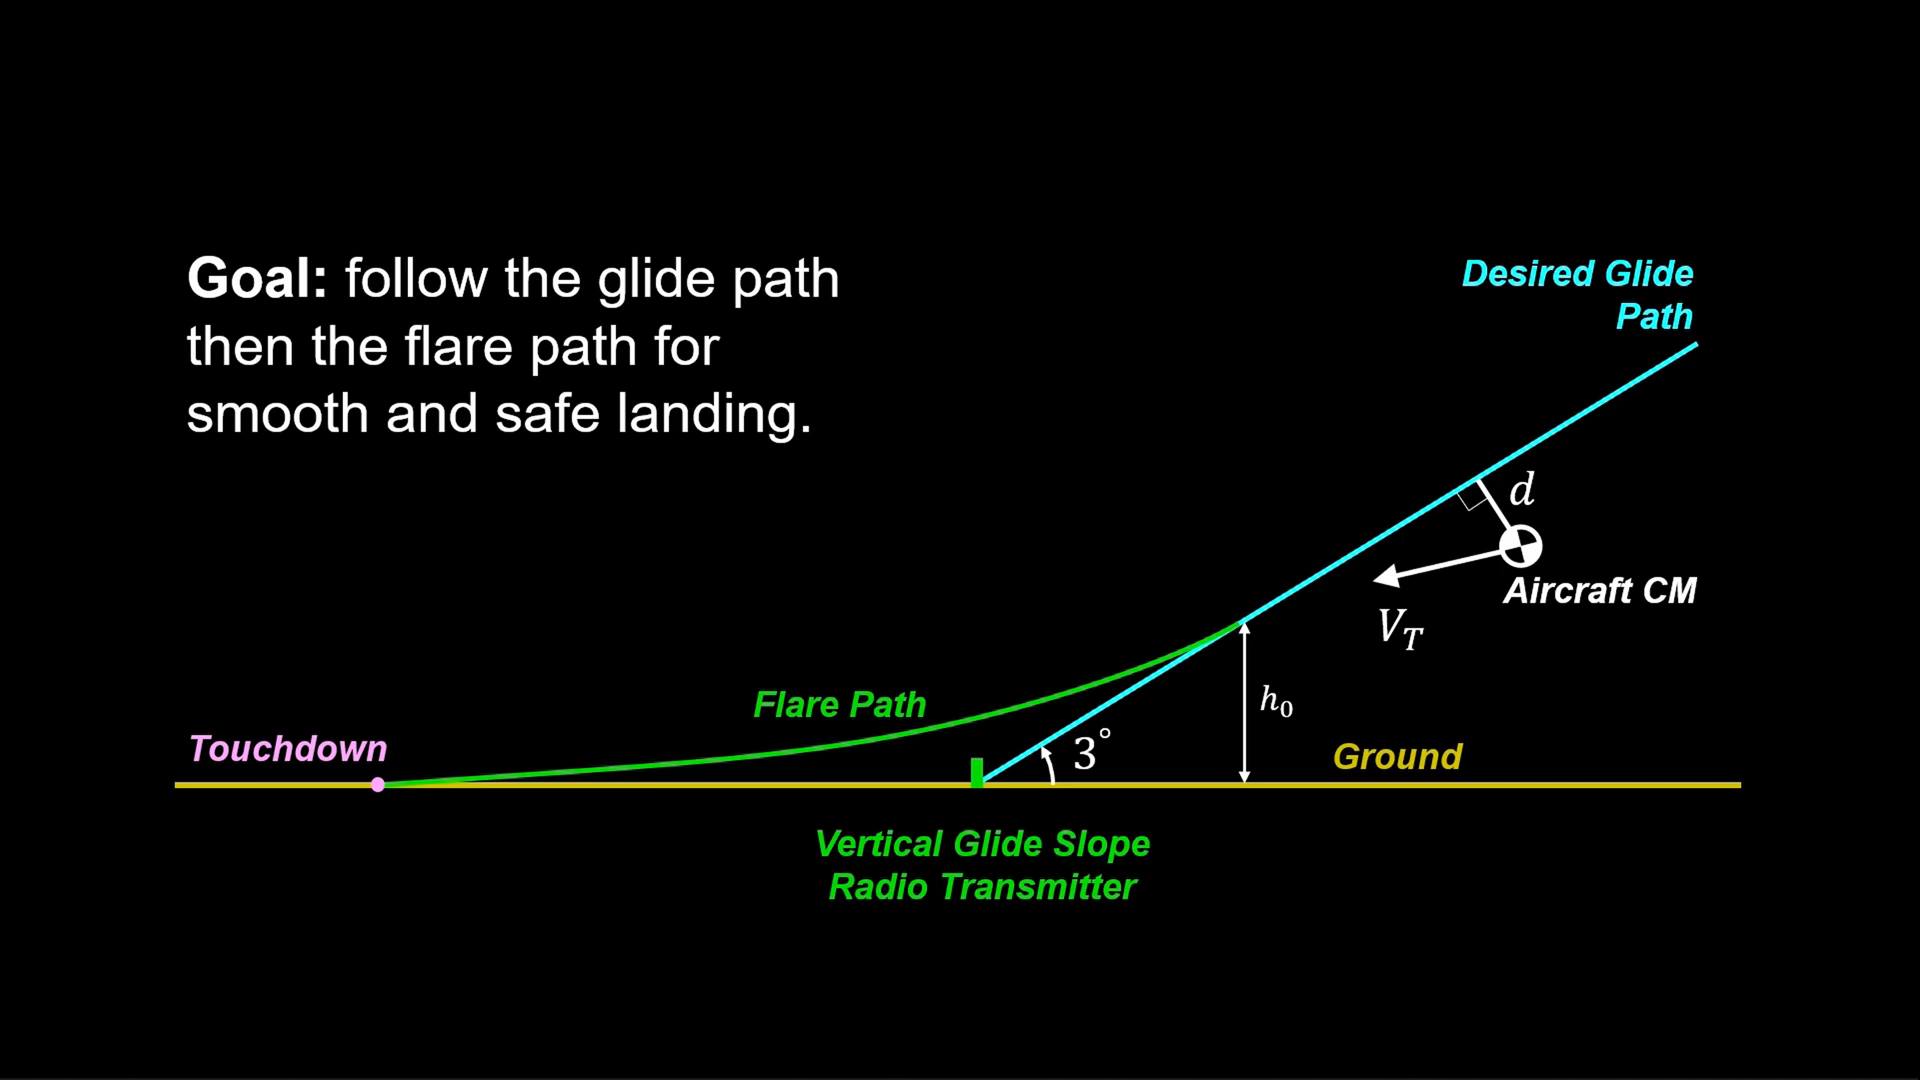 Goal: follow the glide path
then the flare path for
smooth and safe landing.
Desired Glide
Path
d
Aircraft CM
V_T
h_0
Flare Path
3°
Touchdown
Ground
Vertical Glide Slope
Radio Transmitter